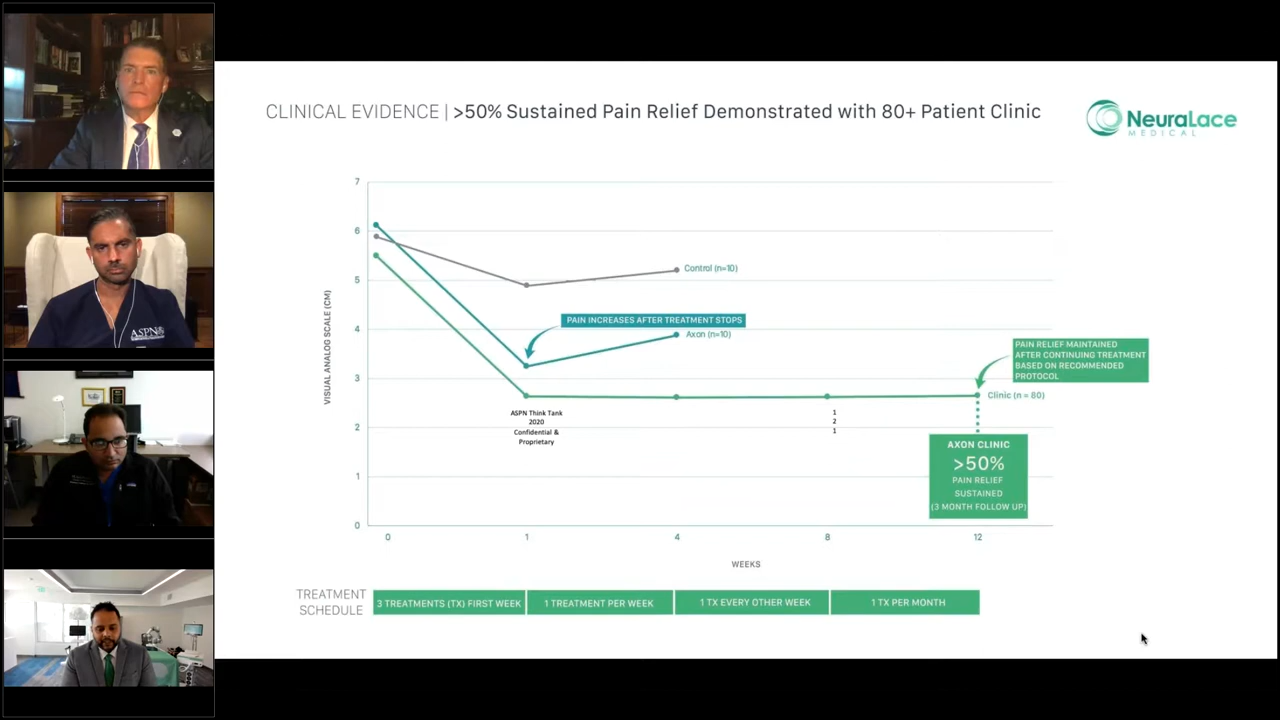 CLINICAL EVIDENCE | >50% Sustained Pain Relief Demonstrated with 80+ Patient Clinic
NeuraLace
MEDICAL
7
6
5
4
3
2
1
0
VISUAL ANALOG SCALE (CM)
Control (n=10)
PAIN INCREASES AFTER TREATMENT STOPS
Axon (n=10)
PAIN RELIEF MAINTAINED
AFTER CONTINUING TREATMENT
BASED ON RECOMMENDED
PROTOCOL
Clinic (n = 80)
ASPN Think Tank
2020
Confidential &
Proprietary
1
2
1
AXON CLINIC
>50%
PAIN RELIEF
SUSTAINED
(3 MONTH FOLLOW UP)
0 1 4 8 12
WEEKS
TREATMENT
SCHEDULE
3 TREATMENTS (TX) FIRST WEEK
1 TREATMENT PER WEEK
1 TX EVERY OTHER WEEK
1 TX PER MONTH
ASPN